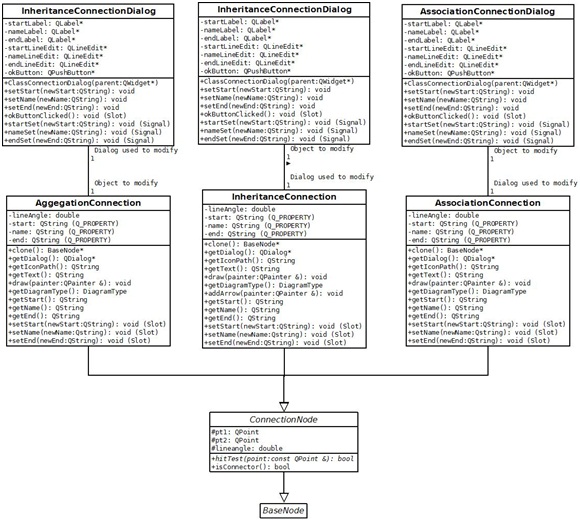 InheritanceConnectionDialog
-startLabel: QLabel*
-nameLabel: QLabel*
-endLabel: QLabel*
-startLineEdit: QLineEdit*
-nameLineEdit: QLineEdit*
-endLineEdit: QLineEdit*
-okButton: QPushButton*
+ClassConnectionDialog(parent:QWidget*)
+setStart(newStart:QString): void
+setName(newName:QString): void
+setEnd(newEnd:QString): void
+okButtonClicked(): void (Slot)
+startSet(newStart:QString): void (Signal)
+nameSet(newName:QString): void (Signal)
+endSet(newEnd:QString): void (Signal)
Dialog used to modify
1
Object to modify
1
AggegationConnection
-lineAngle: double
-start: QString (Q_PROPERTY)
-name: QString (Q_PROPERTY)
-end: QString (Q_PROPERTY)
+clone(): BaseNode*
+getDialog(): QDialog*
+getIconPath(): QString
+getText(): QString
+draw(painter:QPainter &): void
+getDiagramType(): DiagramType
+getStart(): QString
+getName(): QString
+getEnd(): QString
+setStart(newStart:QString): void (Slot)
+setName(newName:Qstring): void (Slot)
+setEnd(newEnd:QString): void (Slot)
InheritanceConnectionDialog
-startLabel: QLabel*
-nameLabel: QLabel*
-endLabel: QLabel*
-startLineEdit: QLineEdit*
-nameLineEdit: QLineEdit*
-endLineEdit: QLineEdit*
-okButton: QPushButton*
+ClassConnectionDialog(parent:QWidget*)
+setStart(newStart:QString): void
+setName(newName:QString): void
+setEnd(newEnd:QString): void
+okButtonClicked(): void (Slot)
+startSet(newStart:QString): void (Signal)
+nameSet(newName:QString): void (Signal)
+endSet(newEnd:QString): void (Signal)
Object to modify
1
Dialog used to modify
1
InheritanceConnection
-lineAngle: double
-start: QString (Q_PROPERTY)
-name: QString (Q_PROPERTY)
-end: QString (Q_PROPERTY)
+clone(): BaseNode*
+getDialog(): QDialog*
+getIconPath(): QString
+getText(): QString
+draw(painter:QPainter &): void
+getDiagramType(): DiagramType
+addArrow(painter:QPainter &): void
+getStart(): QString
+getName(): QString
+getEnd(): QString
+setStart(newStart:QString): void (Slot)
+setName(newName:Qstring): void (Slot)
+setEnd(newEnd:QString): void (Slot)
AssociationConnectionDialog
-startLabel: QLabel*
-nameLabel: QLabel*
-endLabel: QLabel*
-startLineEdit: QLineEdit*
-nameLineEdit: QLineEdit*
-endLineEdit: QLineEdit*
-okButton: QPushButton*
+ClassConnectionDialog(parent:QWidget*)
+setStart(newStart:QString): void
+setName(newName:QString): void
+setEnd(newEnd:QString): void
+okButtonClicked(): void (Slot)
+startSet(newStart:QString): void (Signal)
+nameSet(newName:QString): void (Signal)
+endSet(newEnd:QString): void (Signal)
Object to modify
1
Dialog used to modify
1
AssociationConnection
-lineAngle: double
-start: QString (Q_PROPERTY)
-name: QString (Q_PROPERTY)
-end: QString (Q_PROPERTY)
+clone(): BaseNode*
+getDialog(): QDialog*
+getIconPath(): QString
+getText(): QString
+draw(painter:QPainter &): void
+getDiagramType(): DiagramType
+getStart(): QString
+getName(): QString
+getEnd(): QString
+setStart(newStart:QString): void (Slot)
+setName(newName:Qstring): void (Slot)
+setEnd(newEnd:QString): void (Slot)
ConnectionNode
#pt1: QPoint
#pt2: QPoint
#lineangle: double
+hitTest(point:const QPoint &): bool
+isConnector(): bool
BaseNode